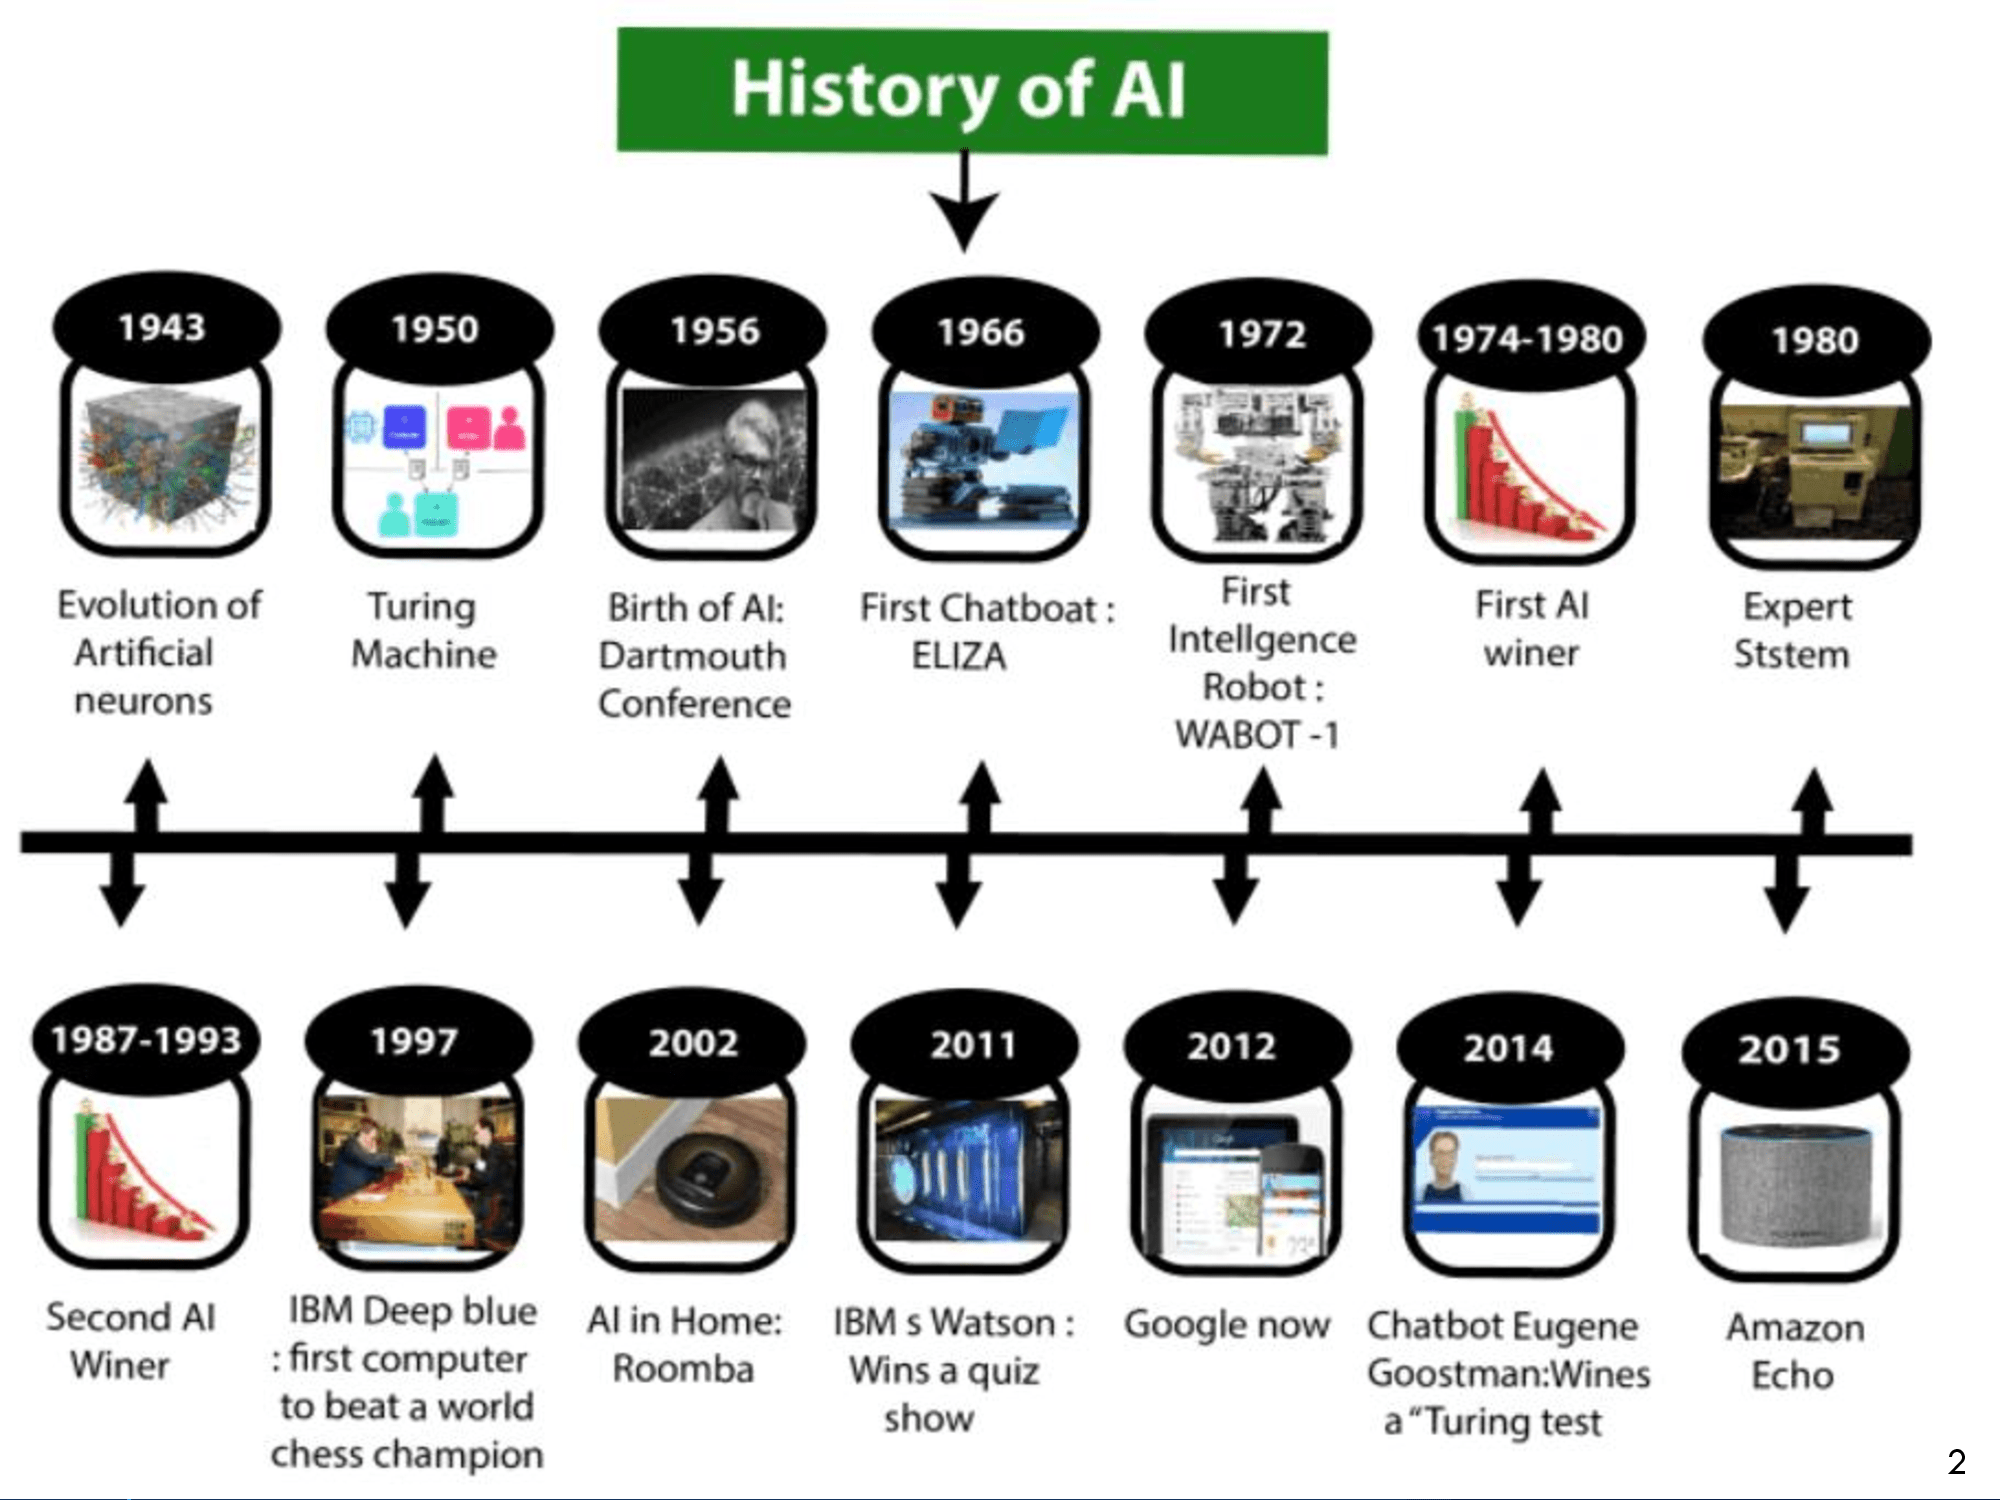 History of AI
1943
1950
1956
1966
1972
1974-1980
1980
Evolution of
Artificial
neurons
Turing
Machine
Birth of AI:
Dartmouth
Conference
First Chatboat :
ELIZA
First
Intellgence
Robot :
WABOT -1
First AI
winer
Expert
Ststem
1987-1993
1997
2002
2011
2012
2014
2015
Second AI
Winer
IBM Deep blue
: first computer
to beat a world
chess champion
AI in Home:
Roomba
IBM s Watson :
Wins a quiz
show
Google now
Chatbot Eugene
Goostman:Wines
a “Turing test
Amazon
Echo
2